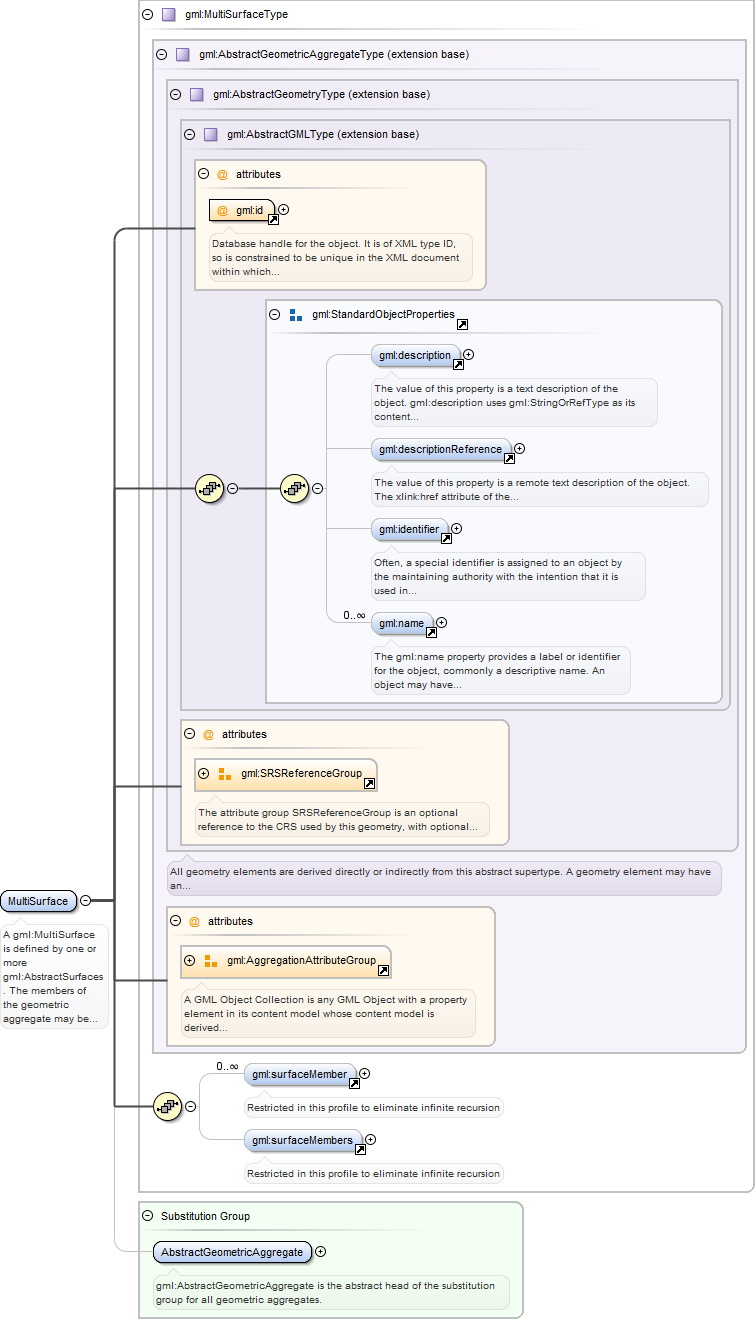 gml:MultiSurfaceType
gml:AbstractGeometricAggregateType (extension base)
gml:AbstractGeometryType (extension base)
gml:AbstractGMLType (extension base)
@ attributes
@ gml:id
Database handle for the object. It is of XML type ID,
so is constrained to be unique in the XML document
within which...
gml:StandardObjectProperties
gml:description
The value of this property is a text description of the
object. gml:description uses gml:StringOrRefType as its
content...
gml:descriptionReference
The value of this property is a remote text description of the object.
The xlink:href attribute of the...
gml:identifier
Often, a special identifier is assigned to an object by
the maintaining authority with the intention that it is
used in...
0..∞
gml:name
The gml:name property provides a label or identifier
for the object, commonly a descriptive name. An
object may have...
@ attributes
gml:SRSReferenceGroup
The attribute group SRSReferenceGroup is an optional
reference to the CRS used by this geometry, with optional...
All geometry elements are derived directly or indirectly from this abstract supertype. A geometry element may have
an...
MultiSurface
A gml:MultiSurface
is defined by one or
more
gml:AbstractSurfaces
. The members of
the geometric
aggregate may be...
@ attributes
gml:AggregationAttributeGroup
A GML Object Collection is any GML Object with a property
element in its content model whose content model is
derived...
0..∞
gml:surfaceMember
Restricted in this profile to eliminate infinite recursion
gml:surfaceMembers
Restricted in this profile to eliminate infinite recursion
Substitution Group
AbstractGeometricAggregate
gml:AbstractGeometricAggregate is the abstract head of the substitution
group for all geometric aggregates.